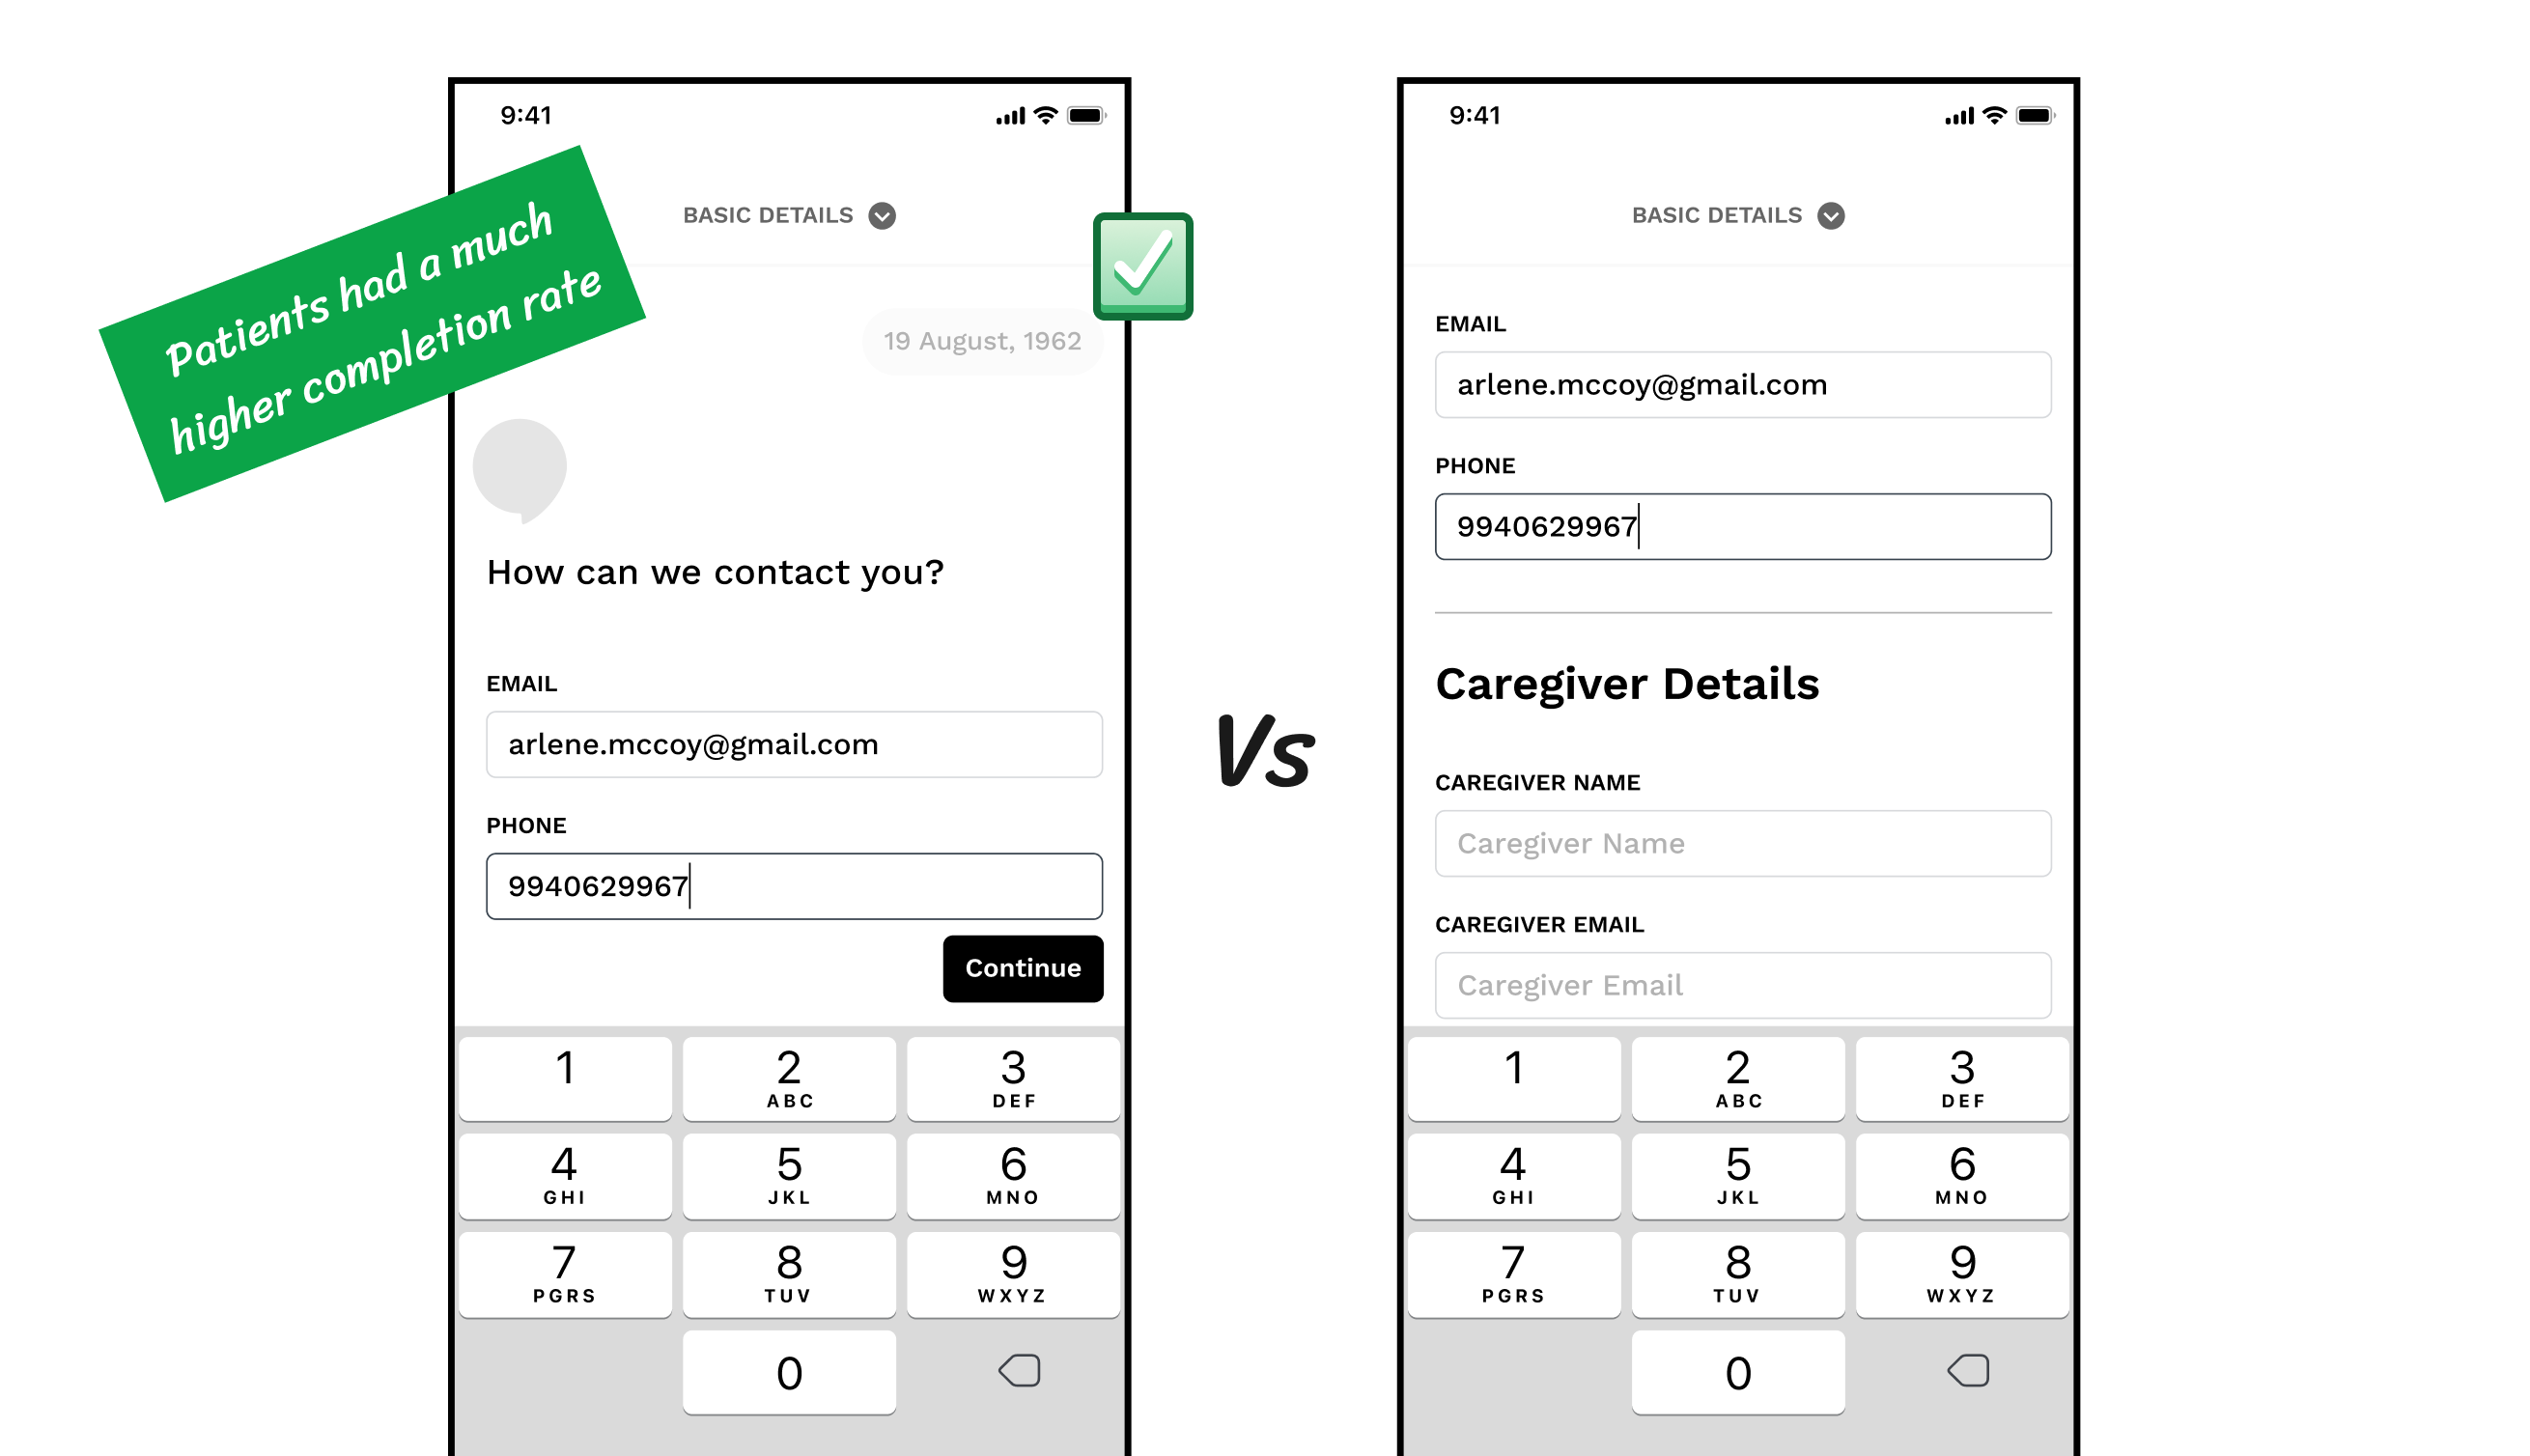 Patients had a much
higher completion rate
9:41
BASIC DETAILS
19 August, 1962
How can we contact you?
EMAIL
arlene.mccoy@gmail.com
PHONE
9940629967
Continue
1
2
ABC
3
DEF
4
GHI
5
JKL
6
MNO
7
PGRS
8
TUV
9
WXYZ
0
Vs
9:41
BASIC DETAILS
EMAIL
arlene.mccoy@gmail.com
PHONE
9940629967
Caregiver Details
CAREGIVER NAME
Caregiver Name
CAREGIVER EMAIL
Caregiver Email
1
2
ABC
3
DEF
4
GHI
5
JKL
6
MNO
7
PGRS
8
TUV
9
WXYZ
0